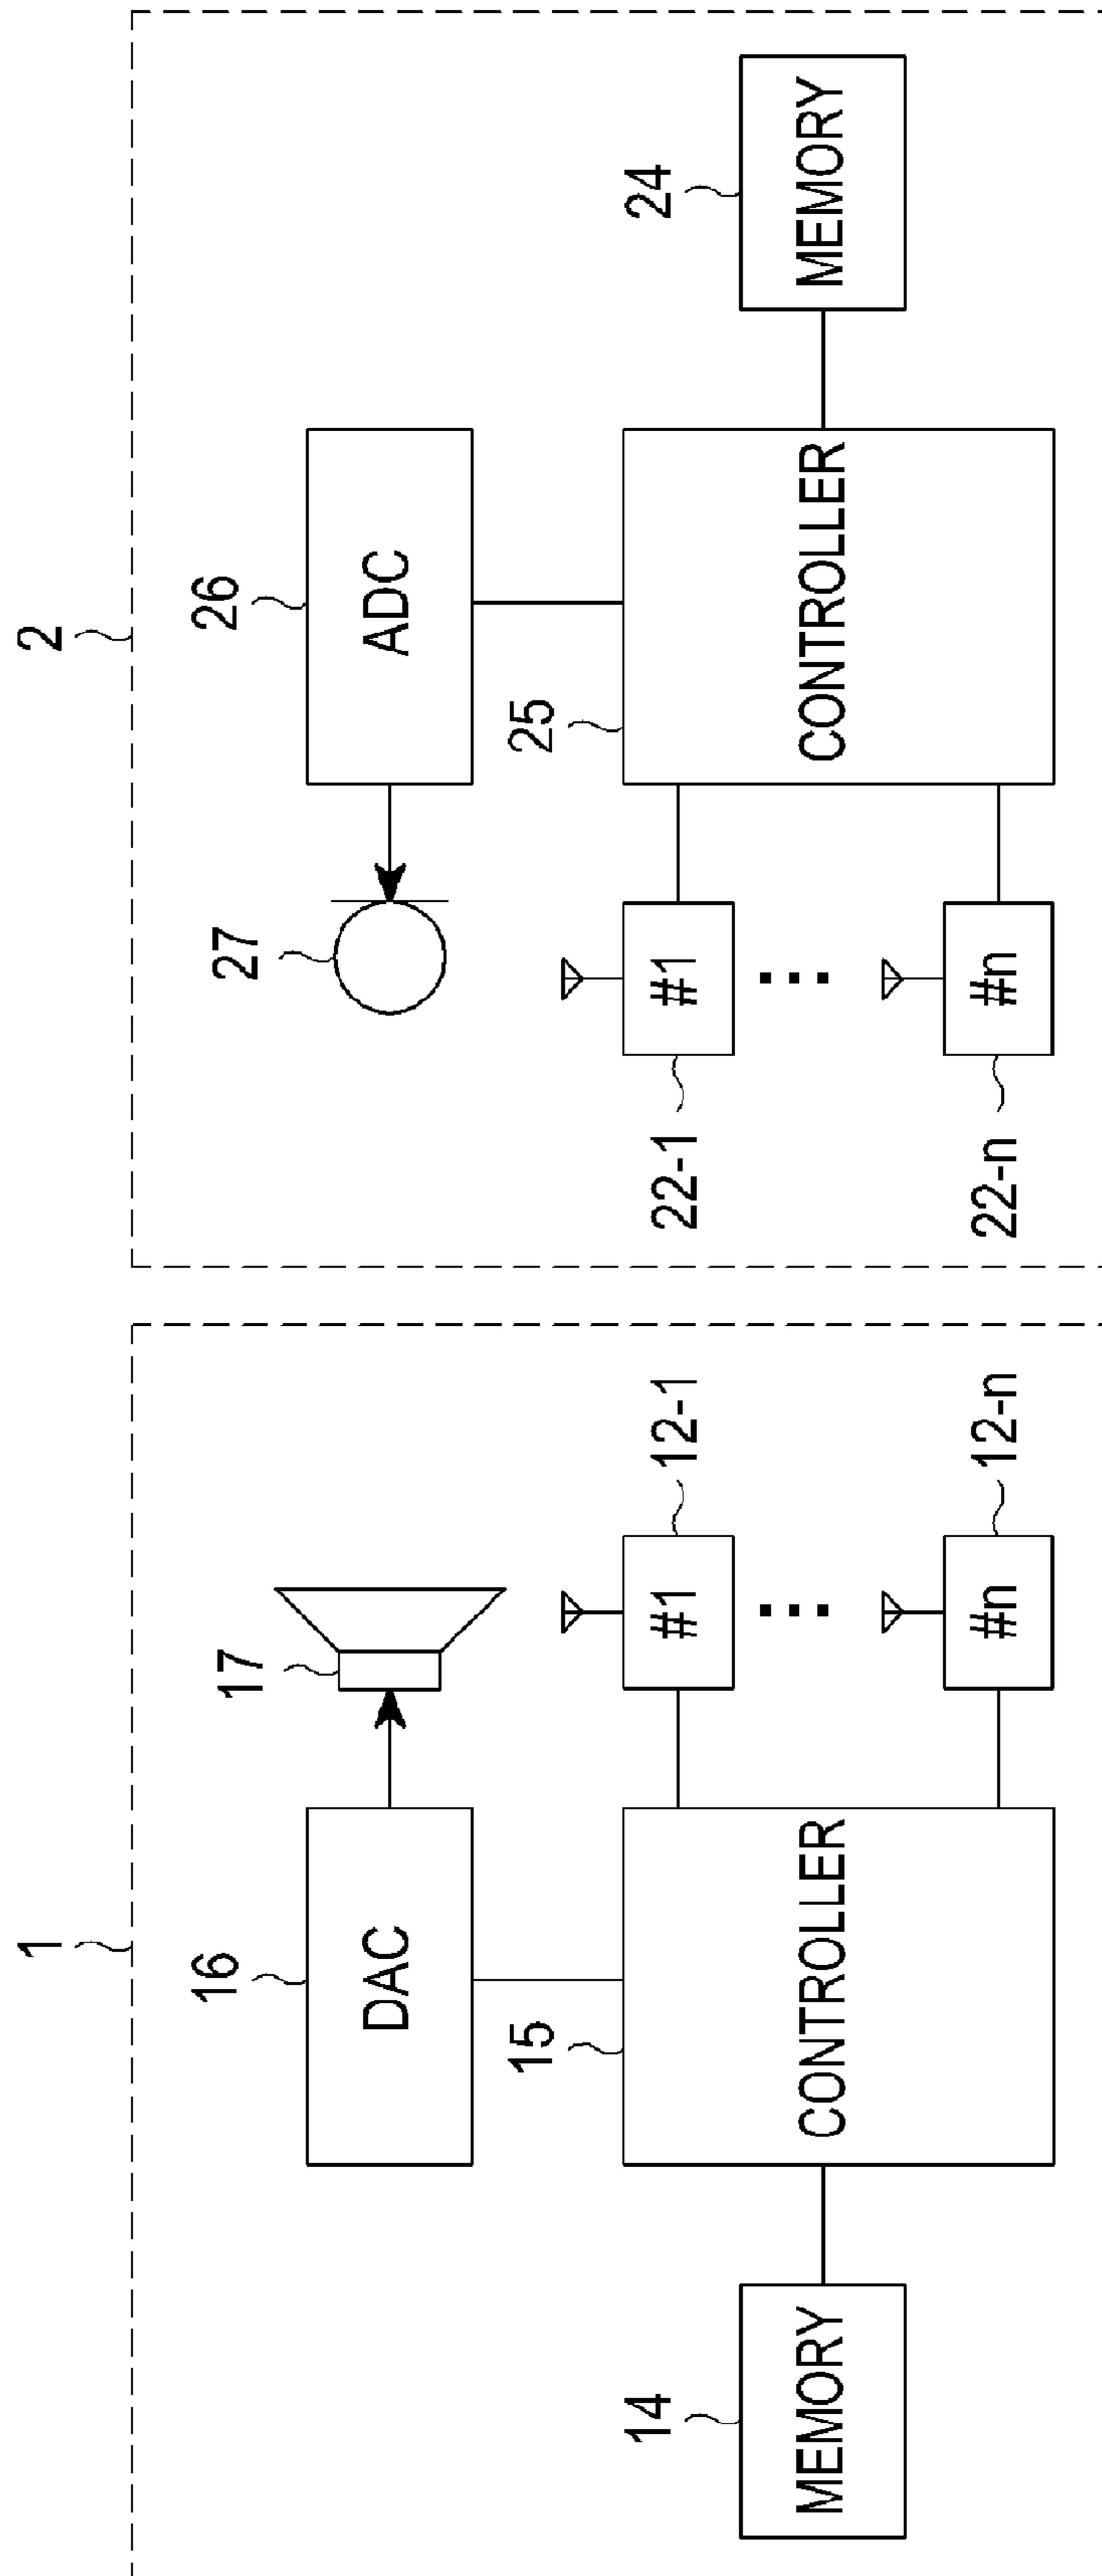 1
16
DAC
17
15
CONTROLLER
14
MEMORY
#1
12-1
#n
12-n
2
26
ADC
27
25
CONTROLLER
24
MEMORY
#1
22-1
#n
22-n